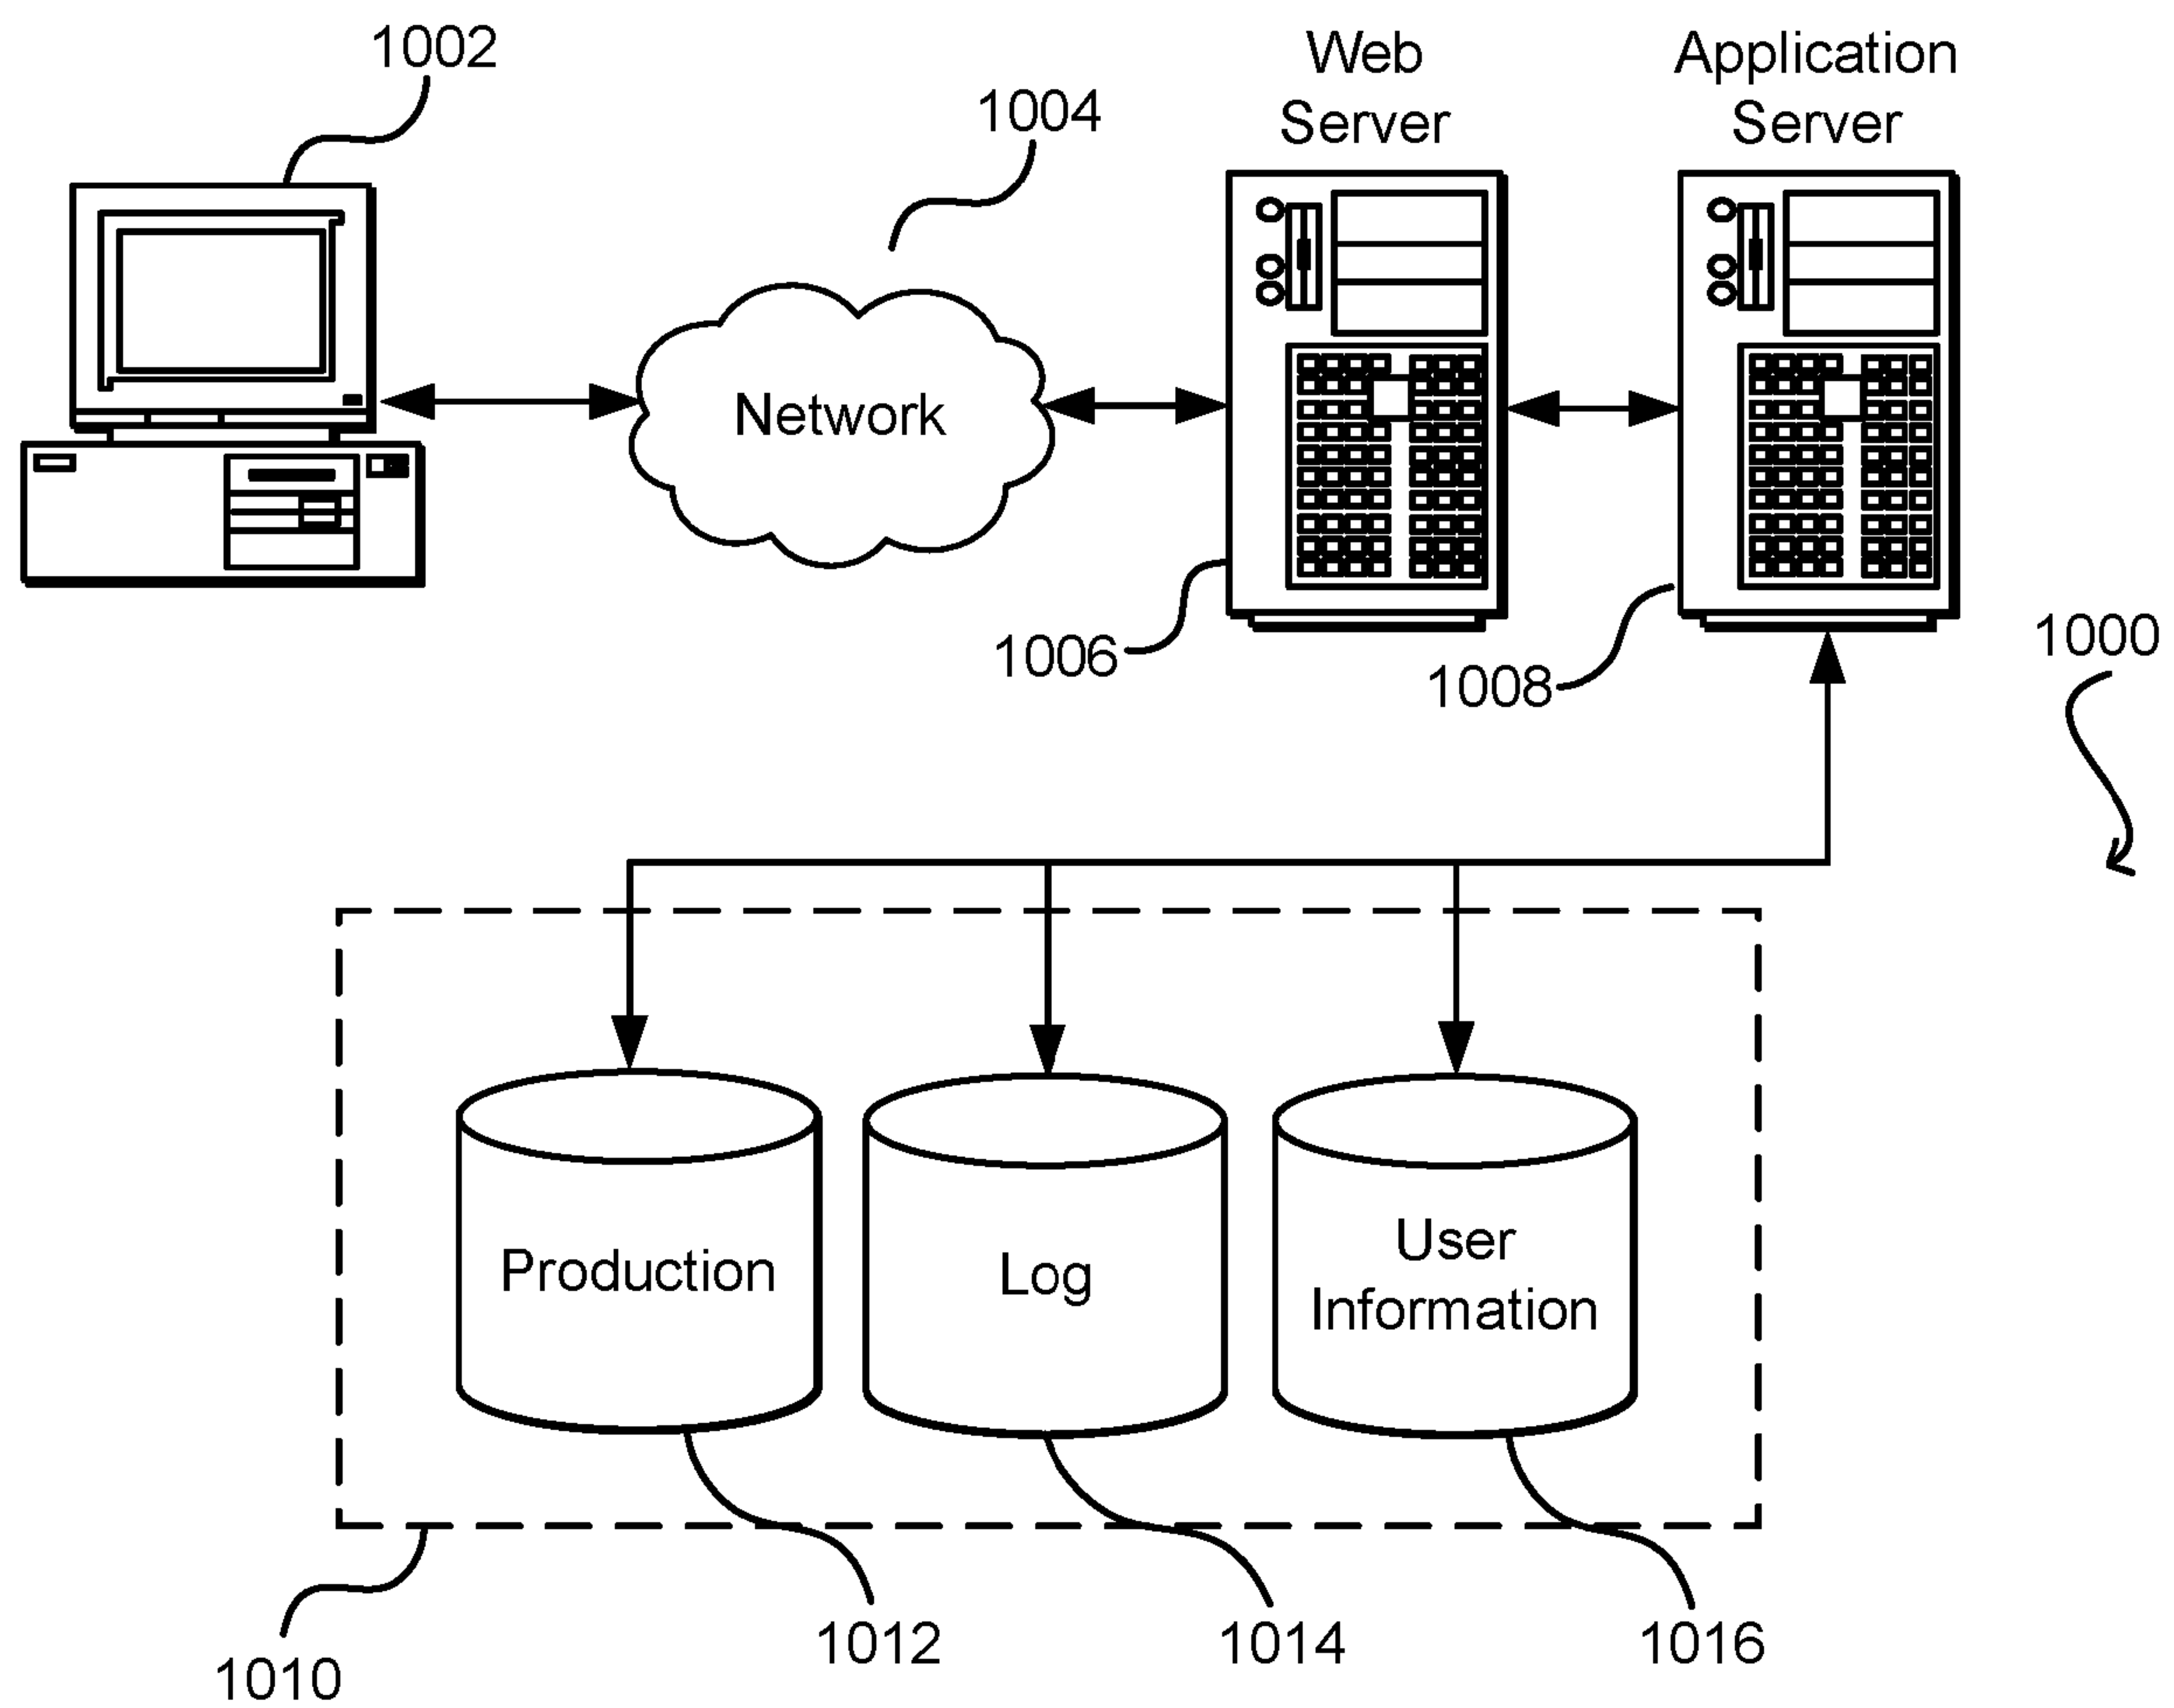 1002
1004
Web
Server
Application
Server
Network
1006
1008
1000
Production
Log
User
Information
1010
1012
1014
1016